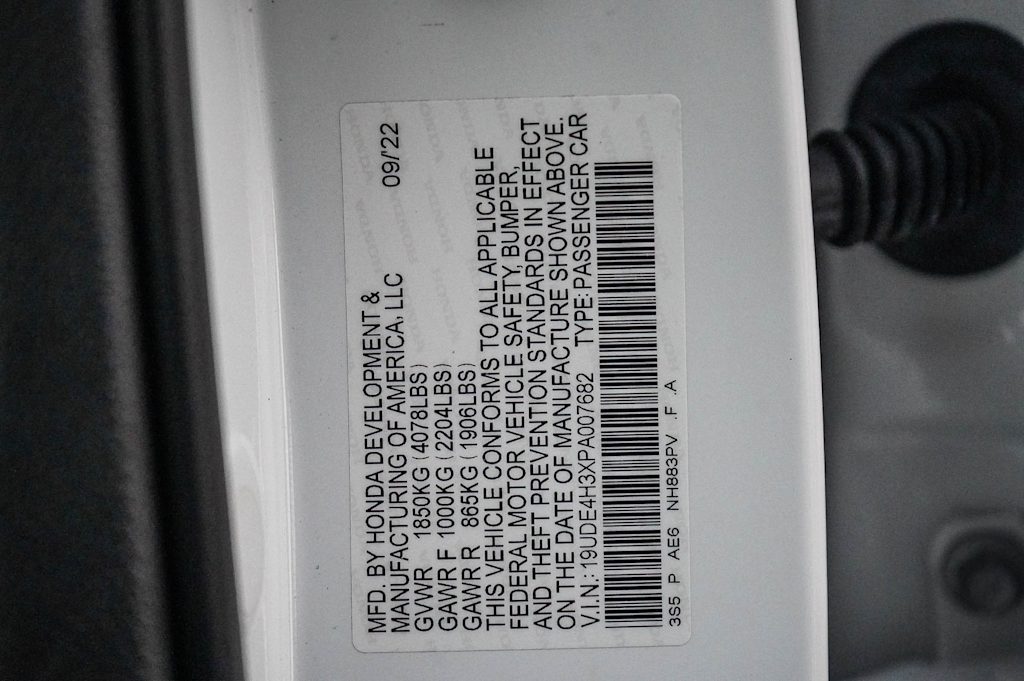 MFD. BY HONDA DEVELOPMENT &
MANUFACTURING OF AMERICA, LLC 09/'22
GVWR 1850KG (4078LBS)
GAWR F 1000KG (2204LBS)
GAWR R 865KG (1906LBS)
THIS VEHICLE CONFORMS TO ALL APPLICABLE
FEDERAL MOTOR VEHICLE SAFETY, BUMPER,
AND THEFT PREVENTION STANDARDS IN EFFECT
ON THE DATE OF MANUFACTURE SHOWN ABOVE.
V.I.N.: 19UDE4H3XPA007682 TYPE: PASSENGER CAR
3S5 P AE6 NH883PV .F .A